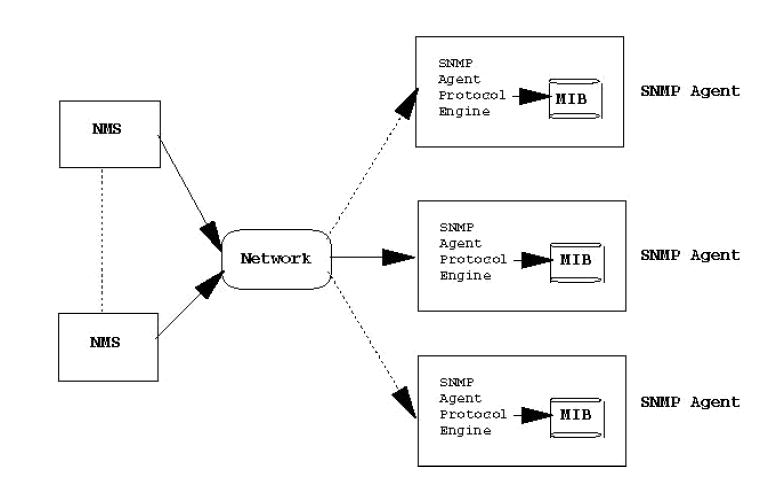 NMS
NMS
Network
SNMP
Agent
Protocol
Engine
MIB
SNMP Agent
SNMP
Agent
Protocol
Engine
MIB
SNMP Agent
SNMP
Agent
Protocol
Engine
MIB
SNMP Agent